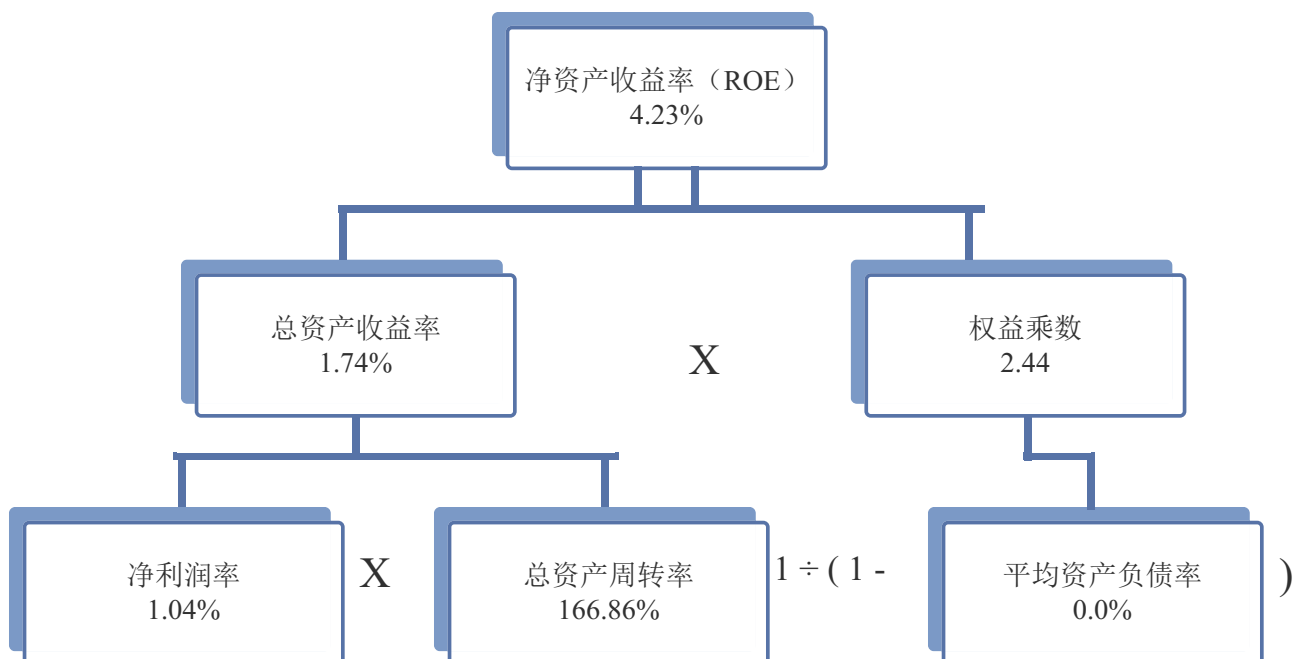 净资产收益率（ROE）
4.23%
总资产收益率
1.74%
X
权益乘数
2.44
净利润率
1.04%
X
总资产周转率
166.86%
1 ÷ ( 1 -
平均资产负债率
0.0%
)